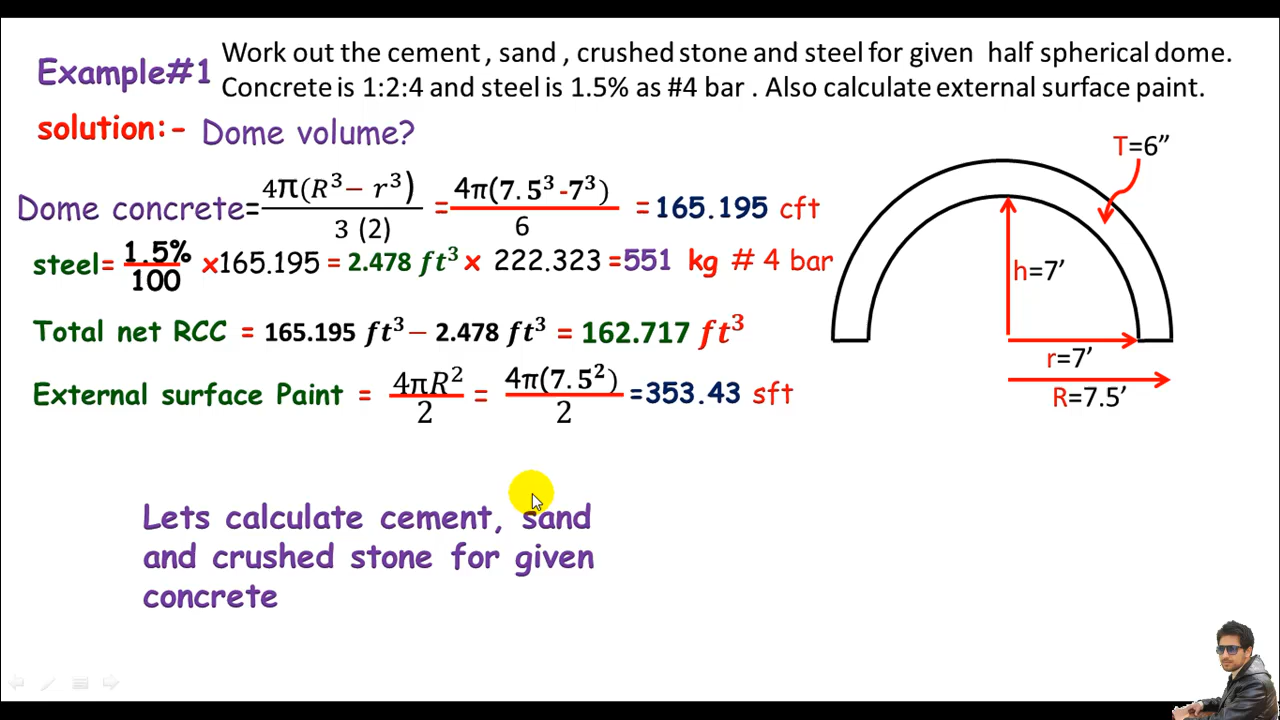 Example#1 Work out the cement , sand , crushed stone and steel for given half spherical dome.
Concrete is 1:2:4 and steel is 1.5% as #4 bar . Also calculate external surface paint.
solution:- Dome volume?
T=6”
Dome concrete= 4π(R³− r³) / 3 (2) = 4π(7.5³ -7³) / 6 = 165.195 cft
steel= 1.5% / 100 x165.195 = 2.478 ft³ x 222.323 =551 kg # 4 bar
h=7’
Total net RCC = 165.195 ft³ − 2.478 ft³ = 162.717 ft³
r=7’
External surface Paint = 4πR² / 2 = 4π(7.5²) / 2 =353.43 sft
R=7.5’
Lets calculate cement, sand
and crushed stone for given
concrete